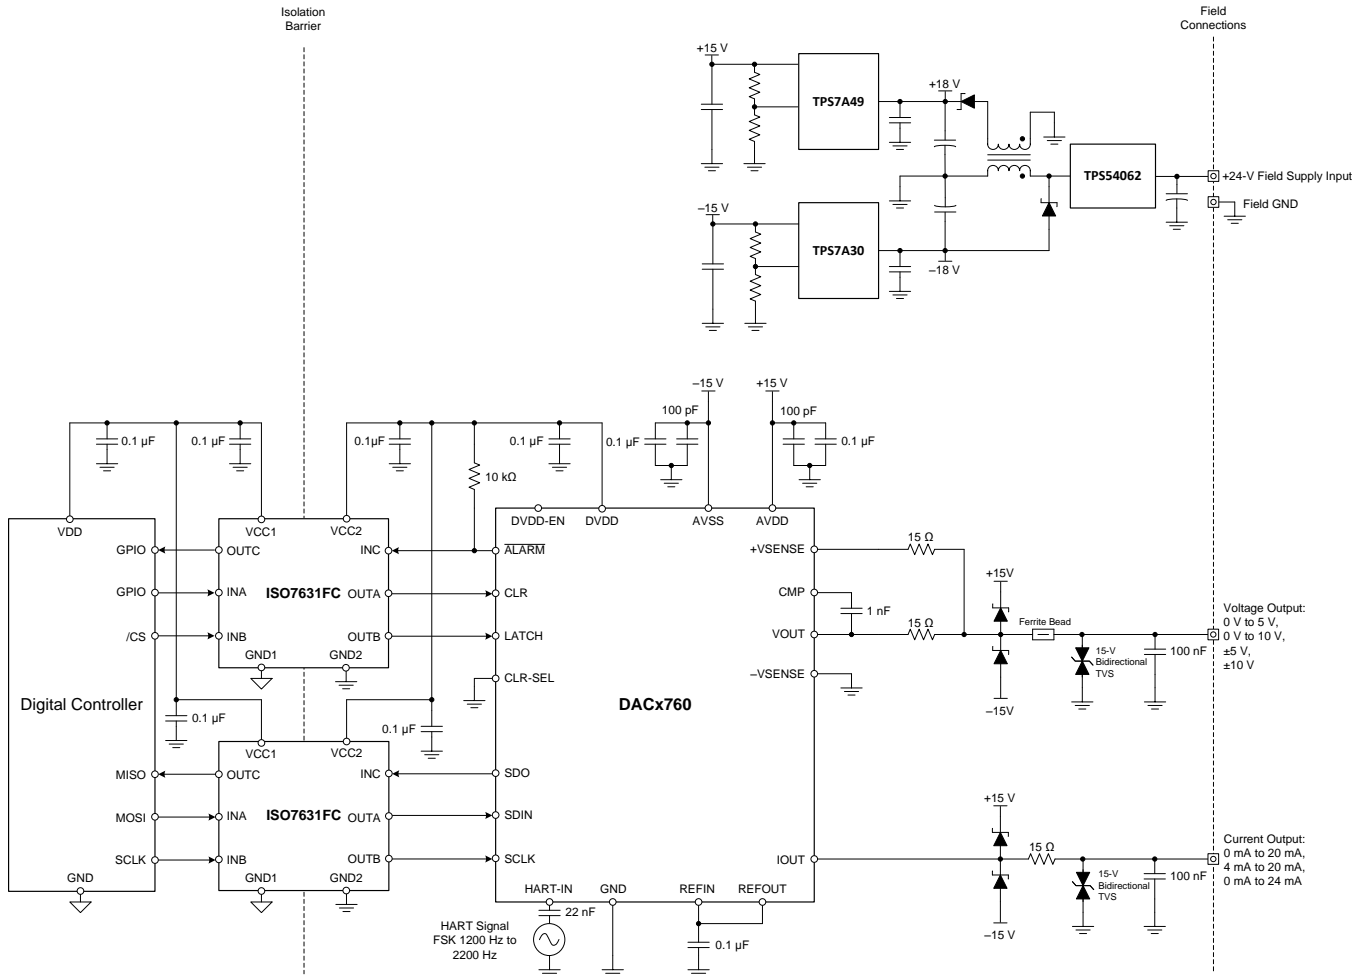 Isolation
Barrier
Field
Connections
+15 V
TPS7A49
+18 V
TPS54062
+24-V Field Supply Input
Field GND
–15 V
TPS7A30
–18 V
–15 V
+15 V
100 pF
100 pF
0.1 µF
0.1 µF
0.1µF
0.1 µF
0.1 µF
0.1 µF
10 kΩ
VDD
VCC1
VCC2
DVDD-EN
DVDD
AVSS
AVDD
GPIO
OUTC
INC
ALARM
+VSENSE
15 Ω
GPIO
INA
ISO7631FC
OUTA
CLR
CMP
1 nF
+15V
/CS
INB
OUTB
LATCH
VOUT
15 Ω
Ferrite Bead
15-V
Bidirectional
TVS
100 nF
Voltage Output:
0 V to 5 V,
0 V to 10 V,
±5 V,
±10 V
GND1
GND2
CLR-SEL
–VSENSE
–15V
Digital Controller
DACx760
0.1 µF
0.1 µF
VCC1
VCC2
MISO
OUTC
INC
SDO
MOSI
INA
ISO7631FC
OUTA
SDIN
+15 V
SCLK
INB
OUTB
SCLK
IOUT
15 Ω
15-V
Bidirectional
TVS
100 nF
Current Output:
0 mA to 20 mA,
4 mA to 20 mA,
0 mA to 24 mA
GND
GND1
GND2
HART-IN
GND
REFIN
REFOUT
–15 V
22 nF
HART Signal
FSK 1200 Hz to
2200 Hz
0.1 µF